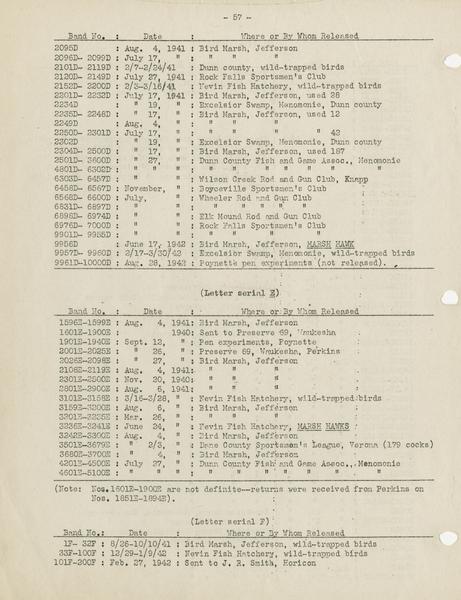 - 57 -
Band No. : Date : Where or By Whom Released
2095D : Aug. 4, 1941 : Bird Marsh, Jefferson
2096D- 2099D : July 17, " : " " "
2101D- 2119D : 2/7-2/24/41 : Dunn county, wild-trapped birds
2120D- 2149D : July 27, 1941 : Rock Falls Sportsmen's Club
2152D- 2200D : 2/3-3/16/41 : Nevin Fish Hatchery, wild-trapped birds
2201D- 2232D : July 17, 1941 : Bird Marsh, Jefferson, used 28
2234D : " 19, " : Excelsior Swamp, Menomonie, Dunn county
2235D- 2246D : " 17, " : Bird Marsh, Jefferson, used 12
2249D : Aug. 4, " : " " "
2250D- 2301D : July 17, " : " " " " 42
2302D : " 19, " : Excelsior Swamp, Menomonie, Dunn county
2304D- 2500D : " 17, " : Bird Marsh, Jefferson, used 187
2501D- 3600D : " 27, " : Dunn County Fish and Game Assoc., Menomonie
4801D- 6302D : " " " : " " " " " " "
6303D- 6457D : " " : Wilson Creek Rod and Gun Club, Knapp
6458D- 6567D : November, " : Boyceville Sportsmen's Club
6568D- 6600D : July, " : Wheeler Rod and Gun Club
6831D- 6897D : " " : " " " " "
6898D- 6974D : " " : Elk Mound Rod and Gun Club
6976D- 7000D : " " : Rock Falls Sportsmen's Club
9901D- 9955D : " " : " " " "
9956D : June 17, 1942 : Bird Marsh, Jefferson, MARSH HAWK
9957D- 9960D : 2/17-3/30/42 : Excelsior Swamp, Menomonie, wild-trapped birds
9961D-10000D : Aug. 28, 1942 : Poynette pen experiments (not released).
(Letter serial E)
Band No. : Date : Where or By Whom Released
1596E-1599E : Aug. 4, 1941: Bird Marsh, Jefferson
1601E-1900E : 1940: Sent to Preserve 69, Waukesha
1901E-1940E : Sept. 12, " : Pen experiments, Poynette
2001E-2025E : " 26, " : Preserve 69, Waukesha, Perkins
2026E-2098E : " 27, " : Bird Marsh, Jefferson
2108E-2119E : Aug. 4, 1941: " " "
2301E-2500E : Nov. 20, 1940: " " "
2801E-2900E : Aug. 6, 1941: " " "
3101E-3158E : 3/16-3/28, " : Nevin Fish Hatchery, wild-trapped birds
3159E-3200E : Aug. 6, " : Bird Marsh, Jefferson
3201E-3235E : Mar. 26, " : " " "
3236E-3241E : June 24, " : Nevin Fish Hatchery, MARSH HAWKS
3242E-3300E : Aug. 4, " : Bird Marsh, Jefferson
3501E-3679E : " 2/5, " : Dane County Sportsmen's League, Verona (179 cocks)
3680E-3700E : " 4, " : Bird Marsh, Jefferson
4201E-4500E : July 27, " : Dunn County Fish and Game Assoc., Menomonie
4601E-5100E : " " " : " " " " " " "
(Note: Nos. 1601E-1900E are not definite--returns were received from Perkins on
Nos. 1851E-1894E).
(Letter serial F)
Band No. : Date : Where or By Whom Released
1F- 32F : 8/26-10/10/41 : Bird Marsh, Jefferson, wild-trapped birds
33F-100F : 12/29-1/9/42 : Nevin Fish Hatchery, wild-trapped birds
101F-200F : Feb. 27, 1942 : Sent to J. R. Smith, Horicon